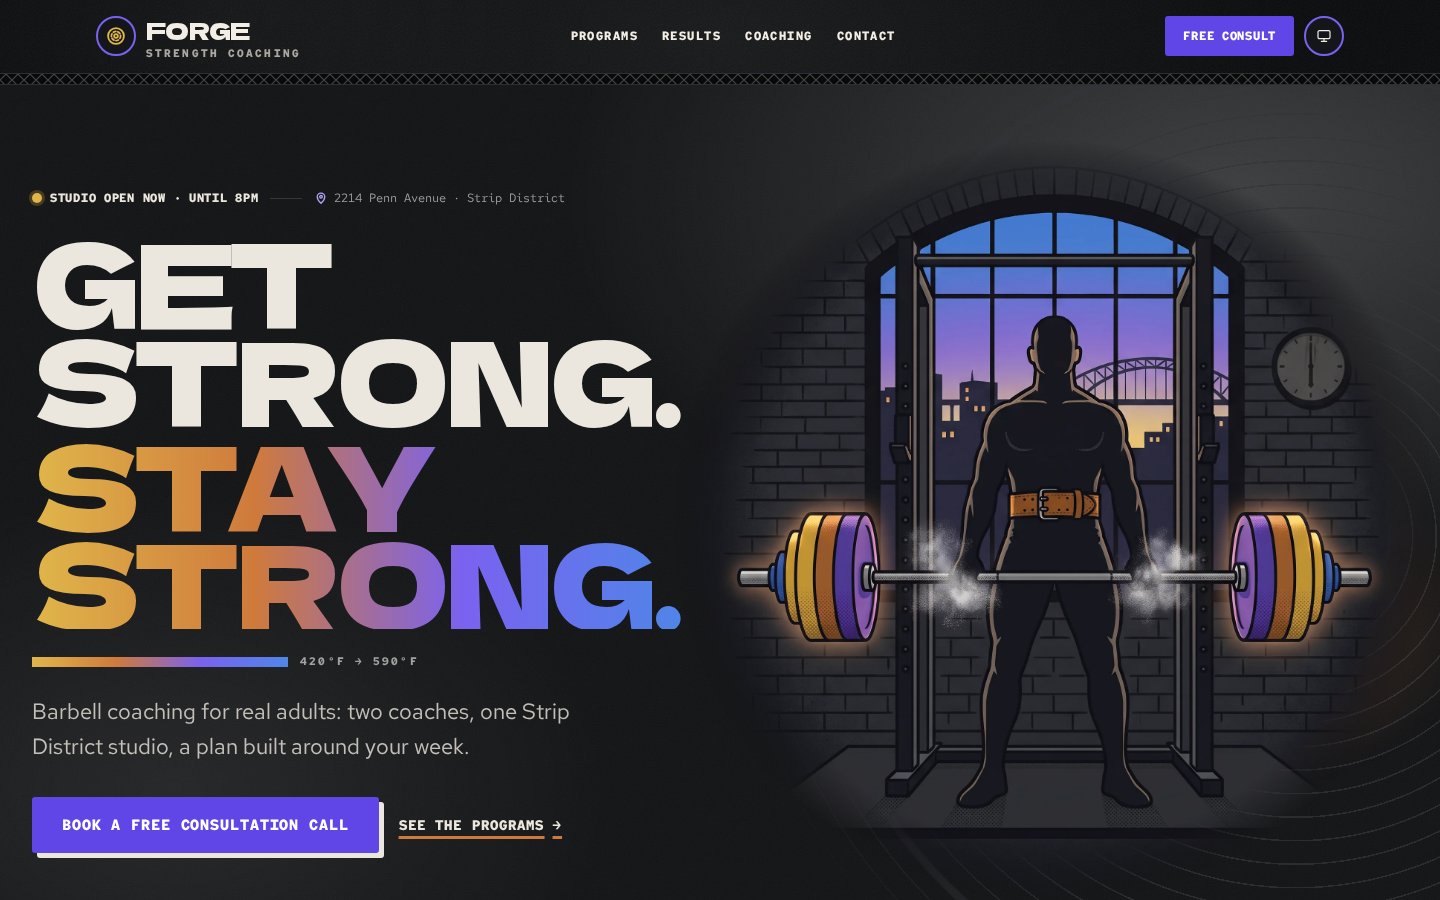 FORGE
STRENGTH COACHING
PROGRAMS RESULTS COACHING CONTACT
FREE CONSULT
STUDIO OPEN NOW · UNTIL 8PM
2214 Penn Avenue · Strip District
GET
STRONG.
STAY
STRONG.
420°F → 590°F
Barbell coaching for real adults: two coaches, one Strip
District studio, a plan built around your week.
BOOK A FREE CONSULTATION CALL
SEE THE PROGRAMS →